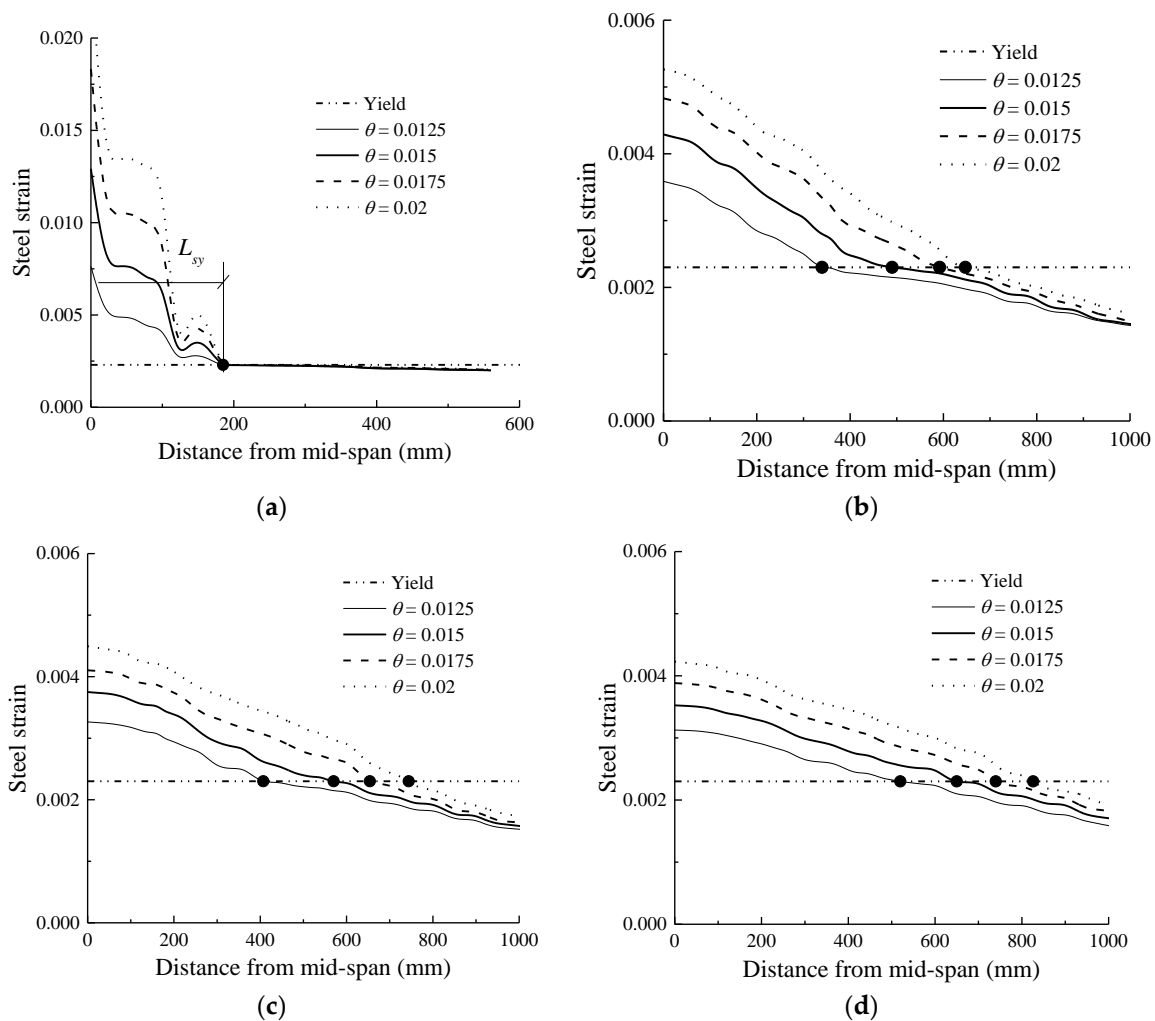 0.020
0.015
0.010
0.005
0.000
Steel strain
Yield
θ = 0.0125
θ = 0.015
θ = 0.0175
θ = 0.02
Lsy
0 200 400 600
Distance from mid-span (mm)
(a)
0.006
0.004
0.002
0.000
Steel strain
Yield
θ = 0.0125
θ = 0.015
θ = 0.0175
θ = 0.02
0 200 400 600 800 1000
Distance from mid-span (mm)
(b)
0.006
0.004
0.002
0.000
Steel strain
Yield
θ = 0.0125
θ = 0.015
θ = 0.0175
θ = 0.02
0 200 400 600 800 1000
Distance from mid-span (mm)
(c)
0.006
0.004
0.002
0.000
Steel strain
Yield
θ = 0.0125
θ = 0.015
θ = 0.0175
θ = 0.02
0 200 400 600 800 1000
Distance from mid-span (mm)
(d)